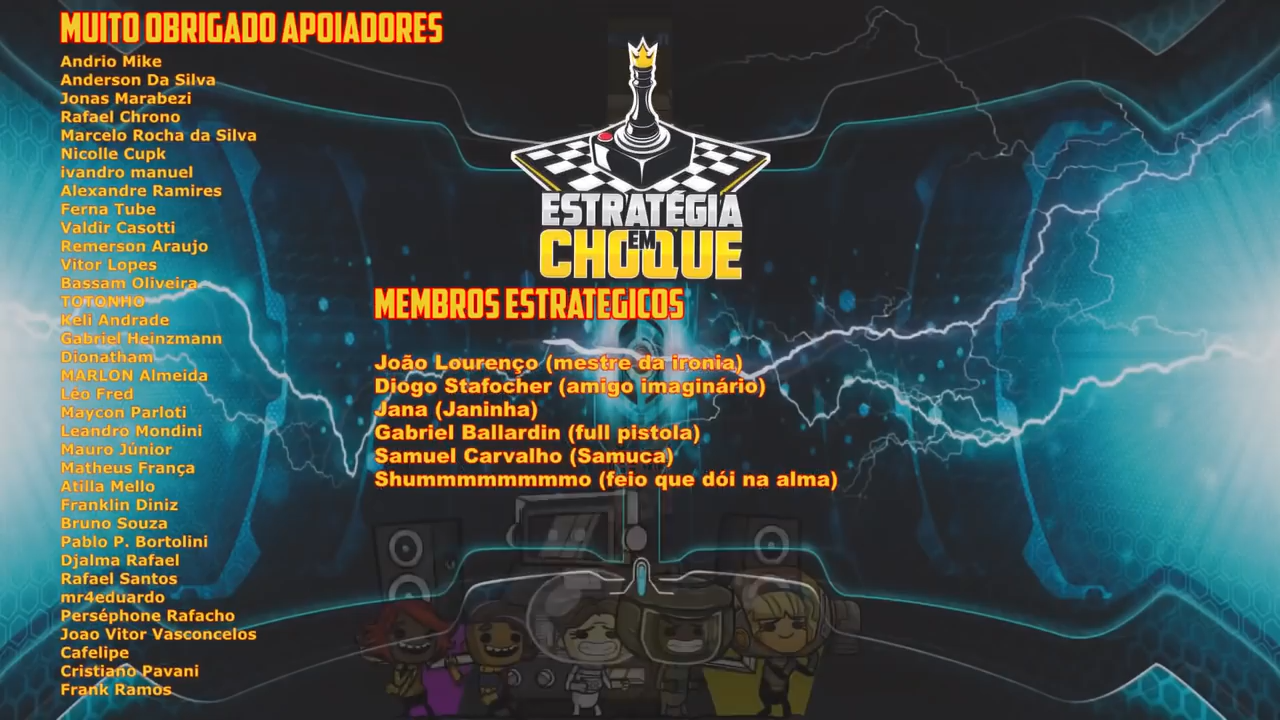 MUITO OBRIGADO APOIADORES
Andrio Mike
Anderson Da Silva
Jonas Marabezi
Rafael Chrono
Marcelo Rocha da Silva
Nicolle Cupk
ivandro manuel
Alexandre Ramires
Ferna Tube
Valdir Casotti
Remerson Araujo
Vitor Lopes
Bassam Oliveira
TOTONHO
Keli Andrade
Gabriel Heinzmann
Dionatham
MARLON Almeida
Léo Fred
Maycon Parloti
Leandro Mondini
Mauro Júnior
Matheus França
Atilla Mello
Franklin Diniz
Bruno Souza
Pablo P. Bortolini
Djalma Rafael
Rafael Santos
mr4eduardo
Perséphone Rafacho
Joao Vitor Vasconcelos
Cafelipe
Cristiano Pavani
Frank Ramos
ESTRATÉGIA
EM
CHOQUE
MEMBROS ESTRATEGICOS
João Lourenço (mestre da ironia)
Diogo Stafocher (amigo imaginário)
Jana (Janinha)
Gabriel Ballardin (full pistola)
Samuel Carvalho (Samuca)
Shummmmmmmmo (feio que dói na alma)